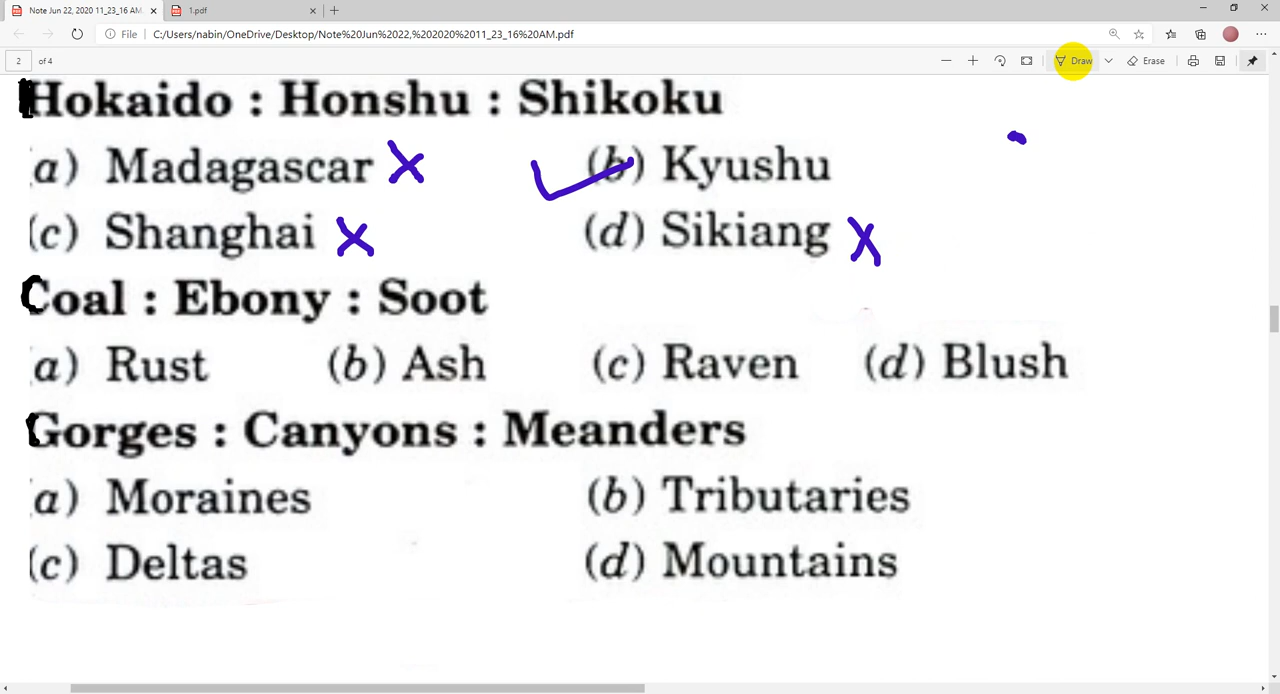 Note Jun 22, 2020 11_23_16 AM. 1.pdf
File C:/Users/nabin/OneDrive/Desktop/Note%20Jun%2022,%202020%2011_23_16%20AM.pdf
2 of 4 Draw Erase
Hokaido : Honshu : Shikoku
(a) Madagascar (b) Kyushu
(c) Shanghai (d) Sikiang
Coal : Ebony : Soot
(a) Rust (b) Ash (c) Raven (d) Blush
Gorges : Canyons : Meanders
(a) Moraines (b) Tributaries
(c) Deltas (d) Mountains